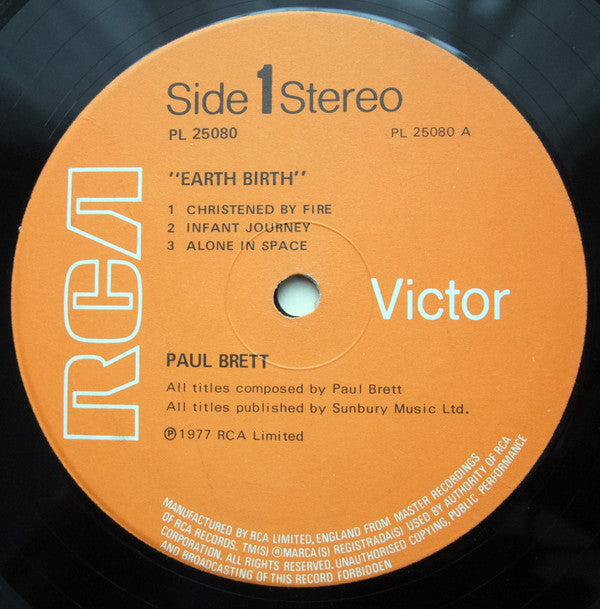 Side 1 Stereo
PL 25080 PL 25080 A
"EARTH BIRTH"
1 CHRISTENED BY FIRE
2 INFANT JOURNEY
3 ALONE IN SPACE
RCA
Victor
PAUL BRETT
All titles composed by Paul Brett
All titles published by Sunbury Music Ltd.
Ⓟ1977 RCA Limited
MANUFACTURED BY RCA LIMITED, ENGLAND FROM MASTER RECORDINGS
OF RCA RECORDS. TM(S) ®MARCA(S) REGISTRADA(S) USED BY AUTHORITY OF RCA
CORPORATION. ALL RIGHTS RESERVED. UNAUTHORISED COPYING, PUBLIC PERFORMANCE
AND BROADCASTING OF THIS RECORD FORBIDDEN